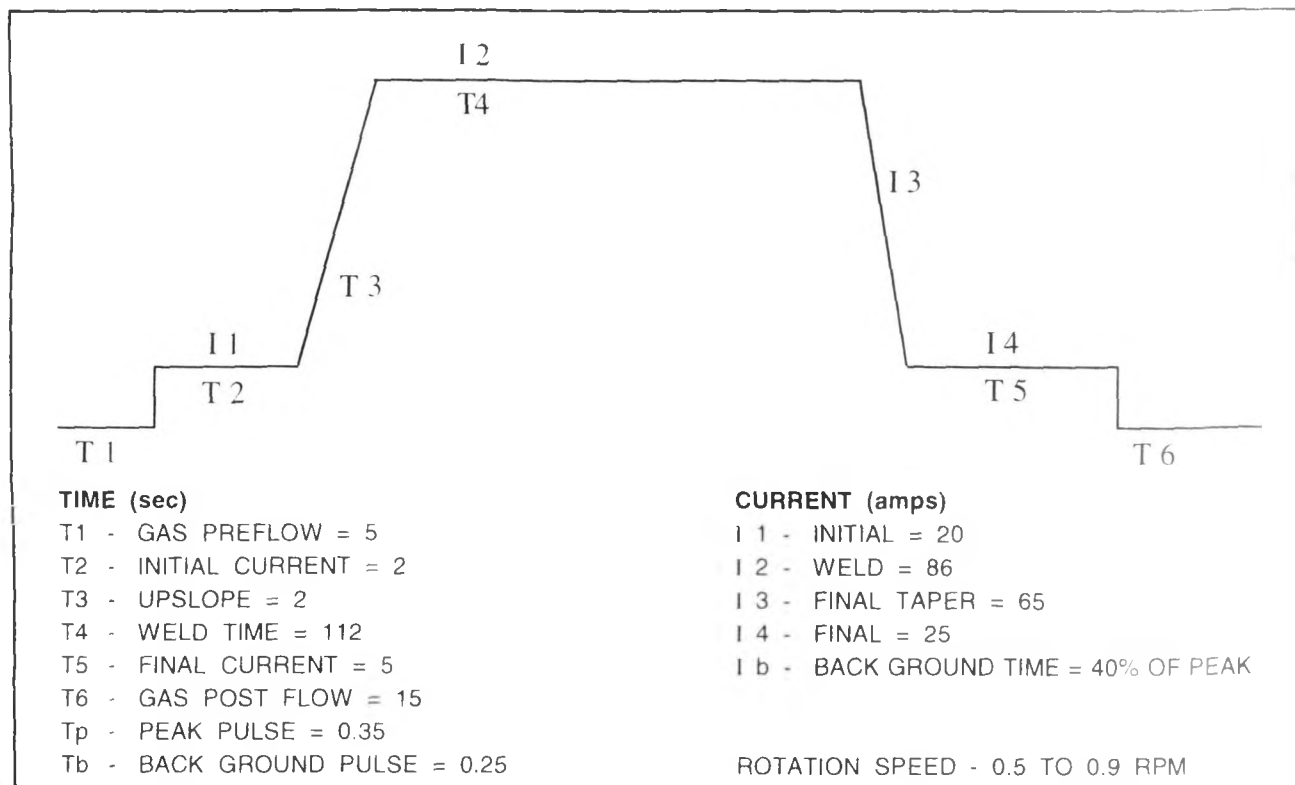 I 2
T4
I 3
T 3
I 1
T 2
I 4
T 5
T 1
T 6
TIME (sec)
T1 - GAS PREFLOW = 5
T2 - INITIAL CURRENT = 2
T3 - UPSLOPE = 2
T4 - WELD TIME = 112
T5 - FINAL CURRENT = 5
T6 - GAS POST FLOW = 15
Tp - PEAK PULSE = 0.35
Tb - BACK GROUND PULSE = 0.25
CURRENT (amps)
I 1 - INITIAL = 20
I 2 - WELD = 86
I 3 - FINAL TAPER = 65
I 4 - FINAL = 25
I b - BACK GROUND TIME = 40% OF PEAK
ROTATION SPEED - 0.5 TO 0.9 RPM